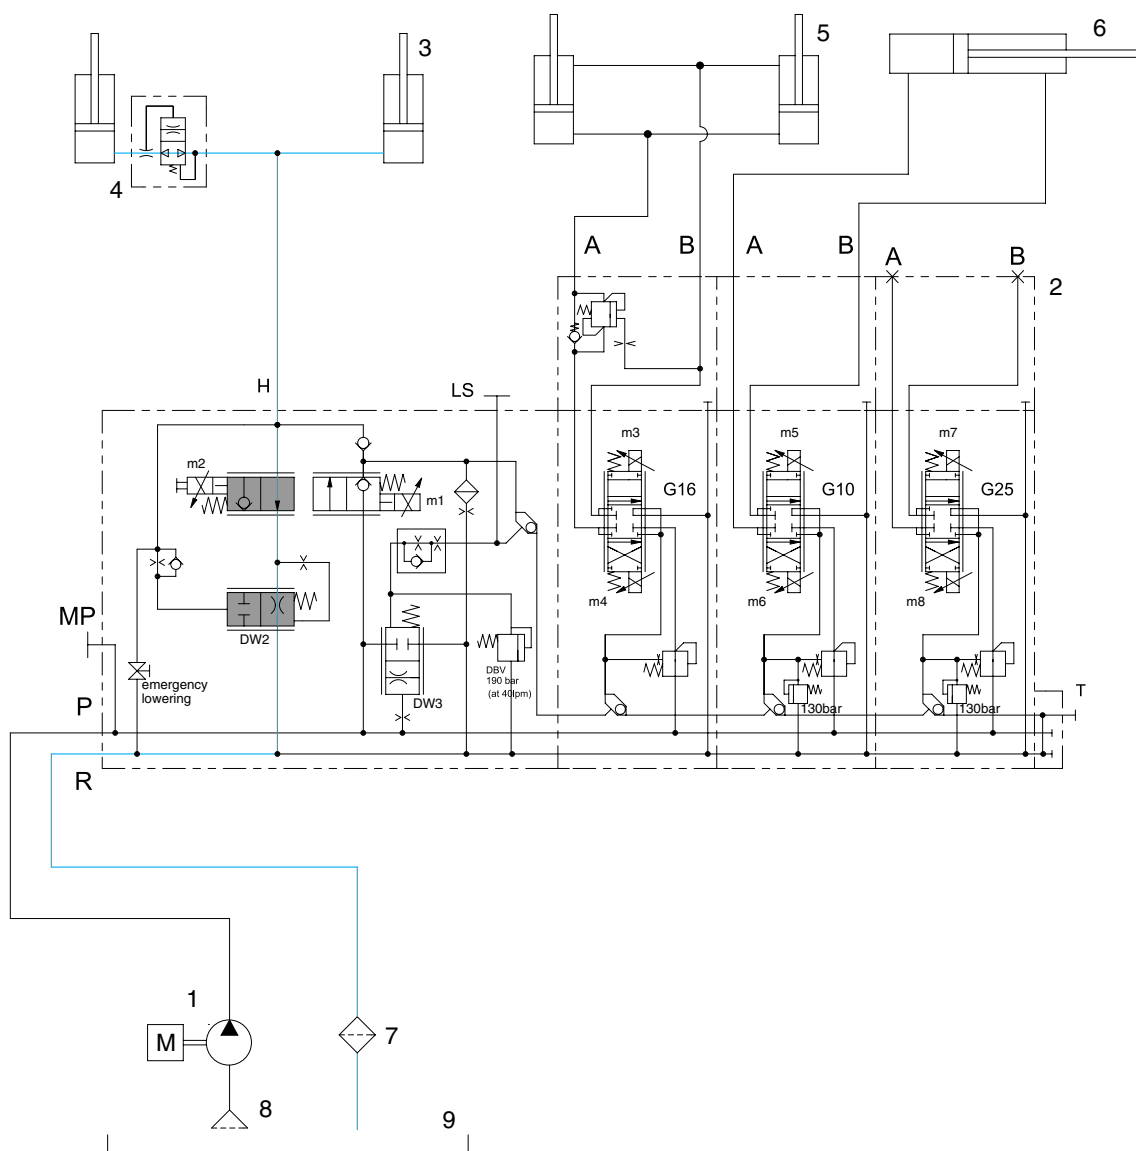 3
5
6
4
A
B
A
B
A
B
2
H
LS
m3
m5
m7
m2
m1
G16
G10
G25
m4
m6
m8
MP
DW2
DBV
190 bar
(at 40lpm)
emergency
lowering
DW3
P
130bar
130bar
T
R
1
M
7
8
9